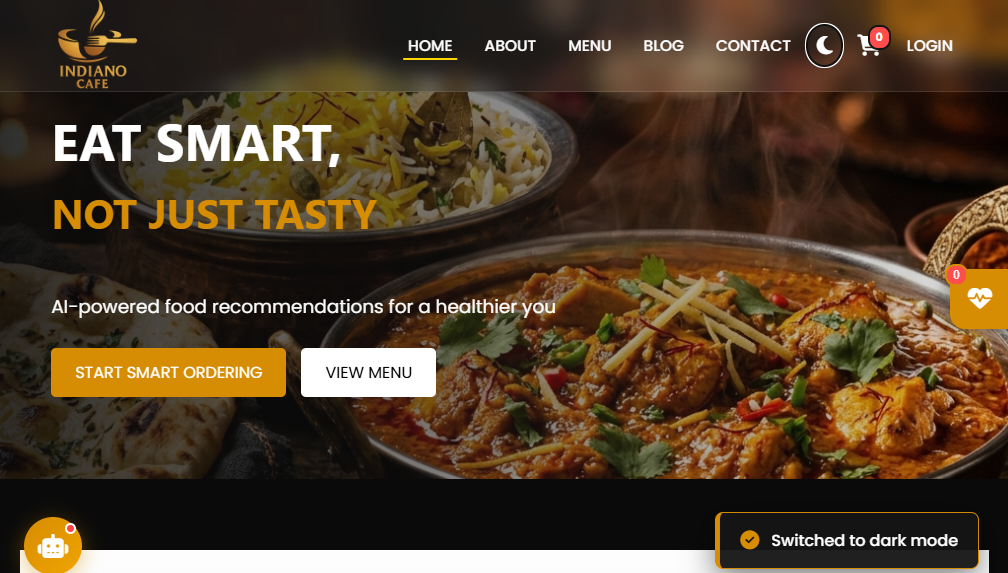 INDIANO
CAFE
HOME ABOUT MENU BLOG CONTACT 0 LOGIN
EAT SMART,
NOT JUST TASTY
0
AI-powered food recommendations for a healthier you
START SMART ORDERING VIEW MENU
Switched to dark mode